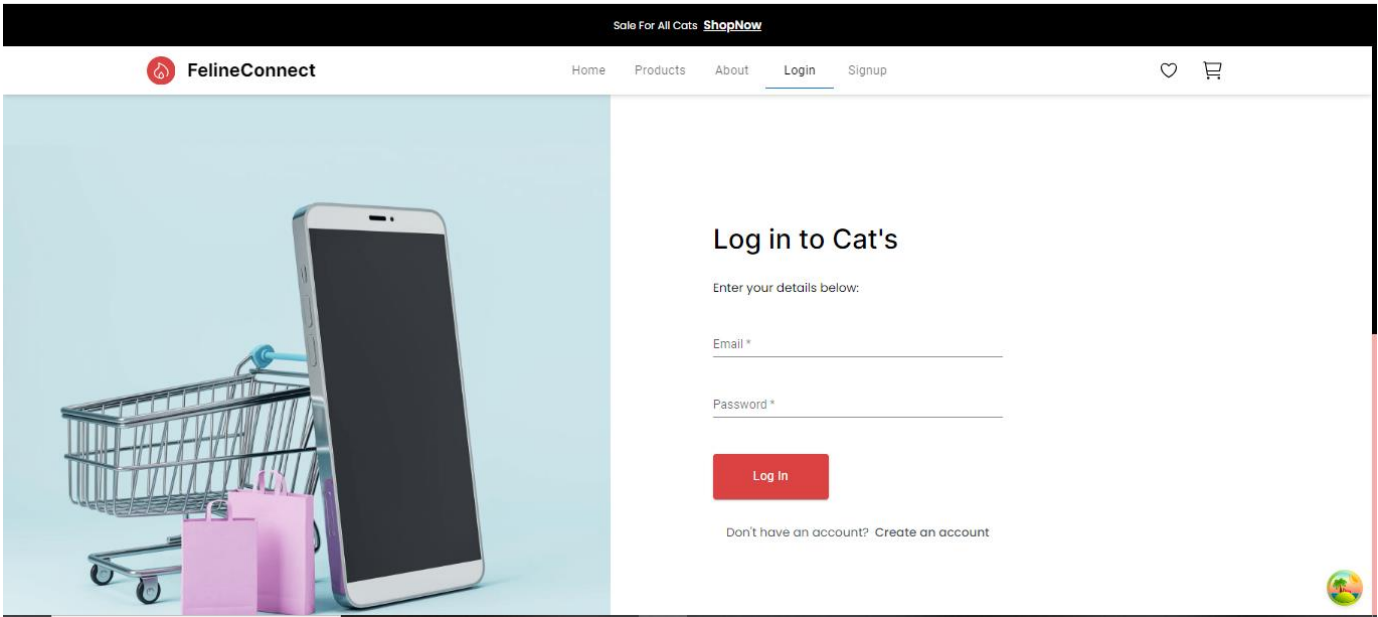 Sale For All Cats ShopNow
FelineConnect Home Products About Login Signup
Log in to Cat's
Enter your details below:
Email *
Password *
Log In
Don't have an account? Create an account